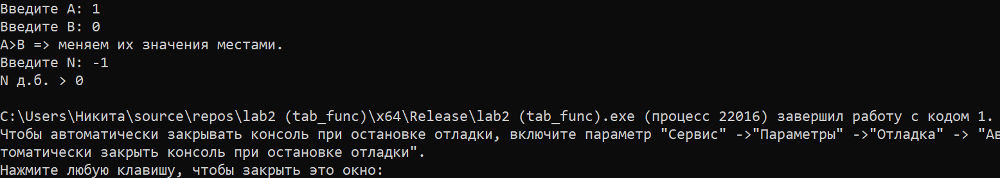 Введите A: 1
Введите B: 0
A>B => меняем их значения местами.
Введите N: -1
N д.б. > 0
C:\Users\Никита\source\repos\lab2 (tab_func)\x64\Release\lab2 (tab_func).exe (процесс 22016) завершил работу с кодом 1.
Чтобы автоматически закрывать консоль при остановке отладки, включите параметр "Сервис" ->"Параметры" ->"Отладка" -> "Ав
томатически закрыть консоль при остановке отладки".
Нажмите любую клавишу, чтобы закрыть это окно: